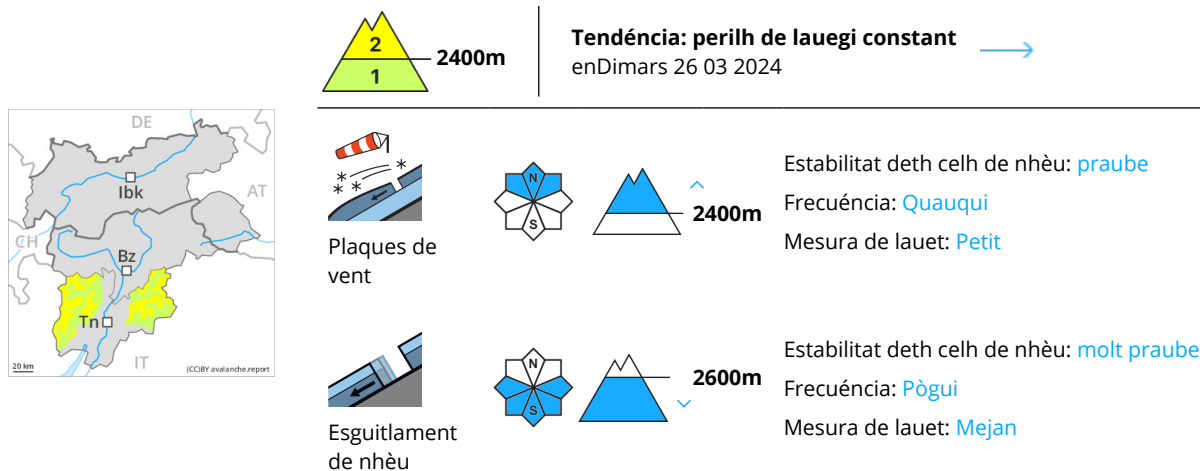 2
1
2400m
Tendéncia: perilh de lauegi constant
enDimars 26 03 2024
DE
AT
CH
IT
Ibk
Bz
Tn
20 km
(CC)BY avalanche.report
Plaques de
vent
N
S
2400m
Estabilitat deth celh de nhèu: praube
Frecuéncia: Quauqui
Mesura de lauet: Petit
Esguitlament
de nhèu
N
S
2600m
Estabilitat deth celh de nhèu: molt praube
Frecuéncia: Pògui
Mesura de lauet: Mejan